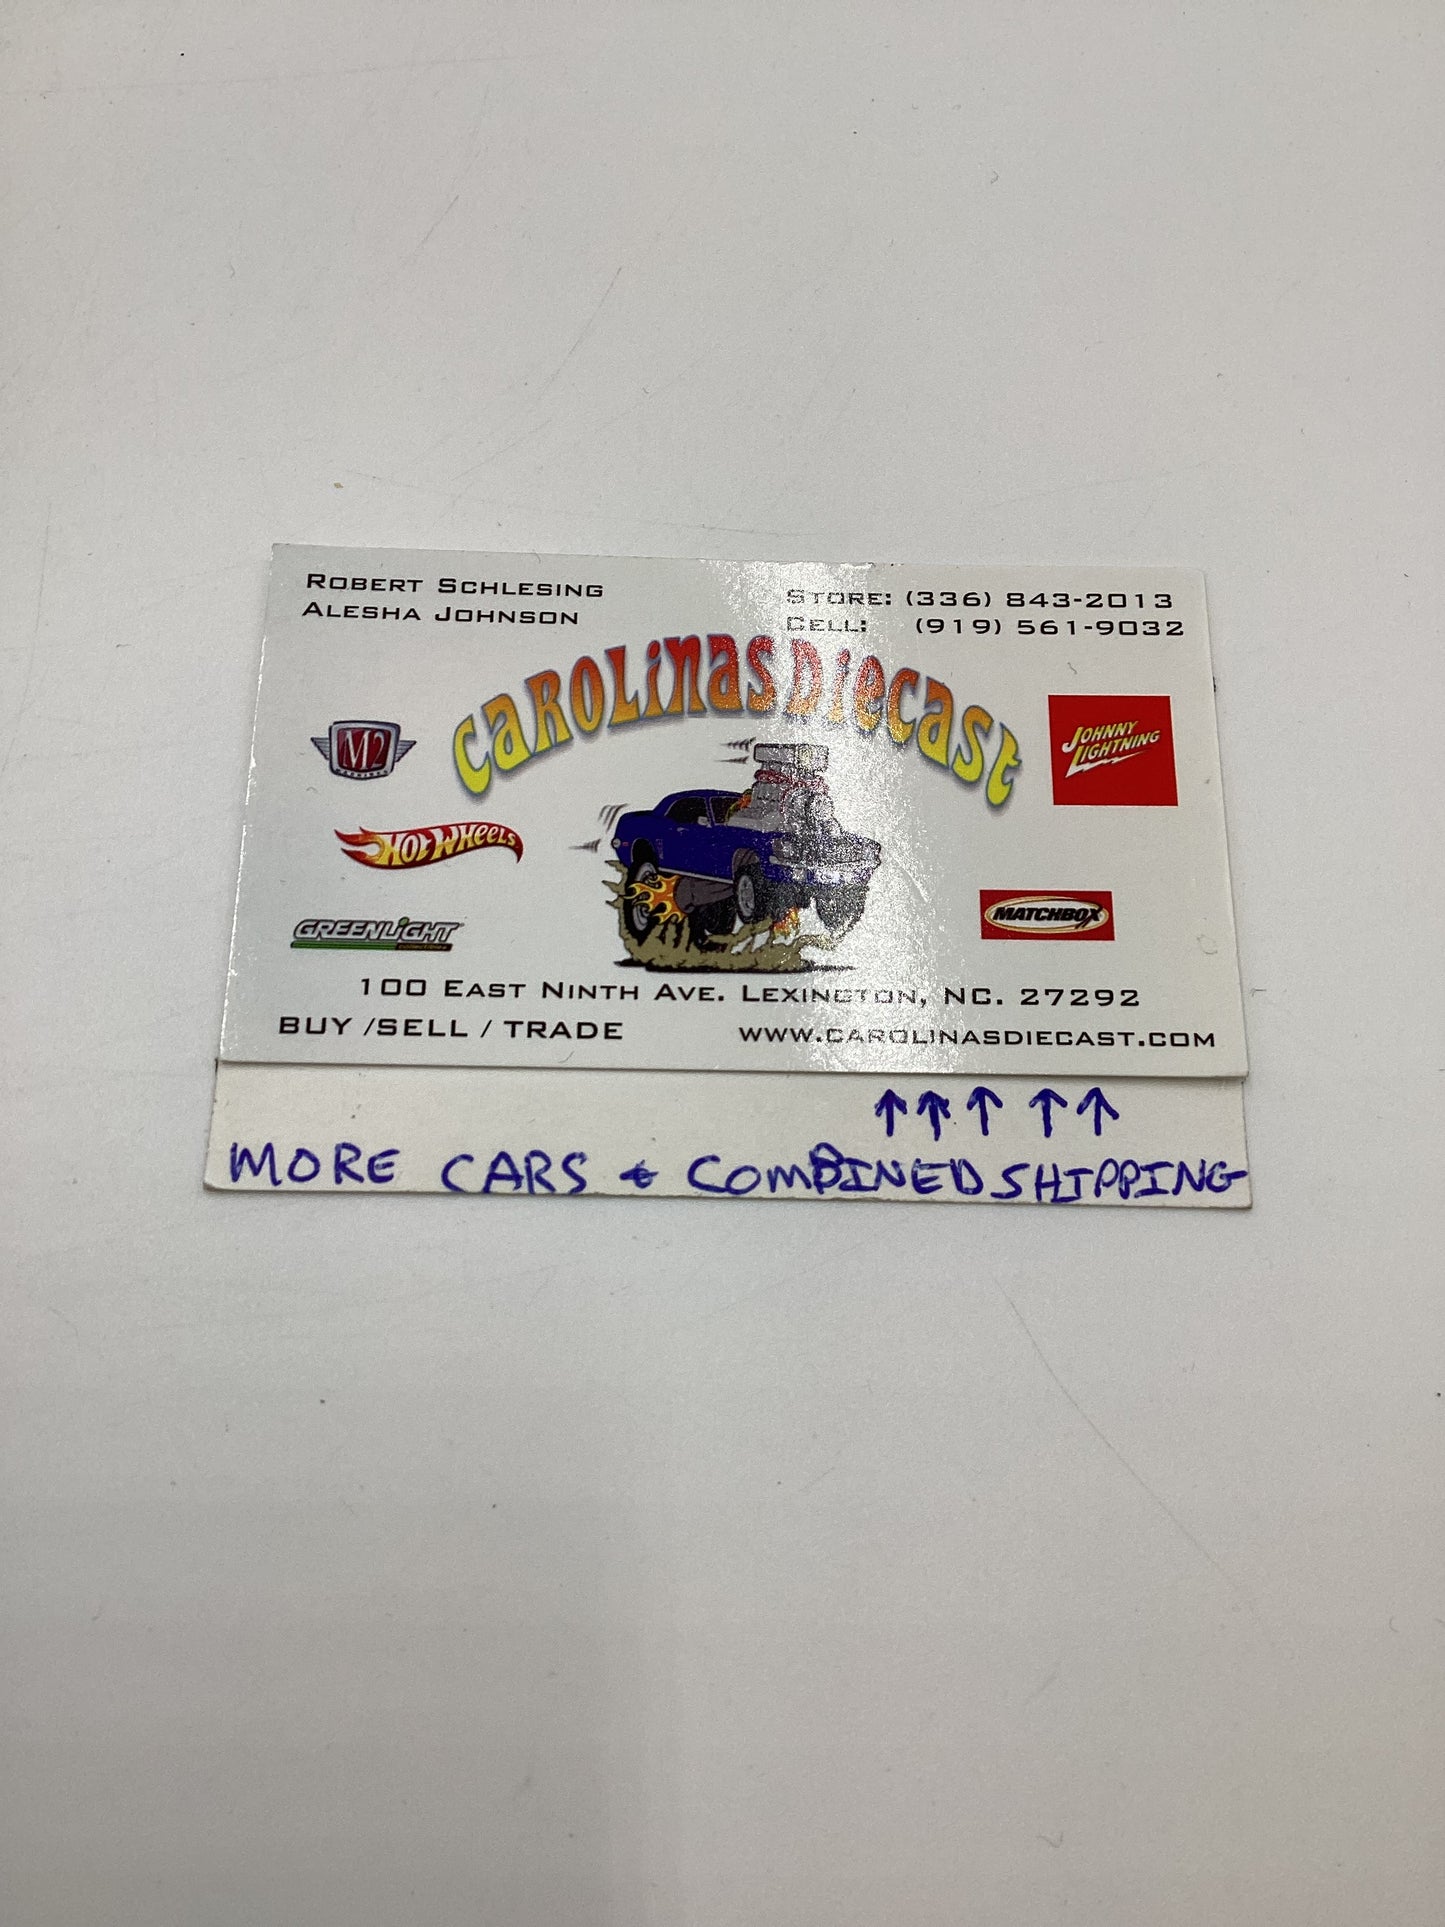 ROBERT SCHLESING
ALESHA JOHNSON
STORE: (336) 843-2013
CELL: (919) 561-9032
CAROLINAS DIECAST
M2
MACHINES
JOHNNY
LIGHTNING
HOT WHEELS
GREENLIGHT
collectibles
MATCHBOX
100 EAST NINTH AVE. LEXINGTON, NC. 27292
BUY /SELL / TRADE
WWW.CAROLINASDIECAST.COM
↑↑↑ ↑↑
MORE CARS & COMBINED SHIPPING